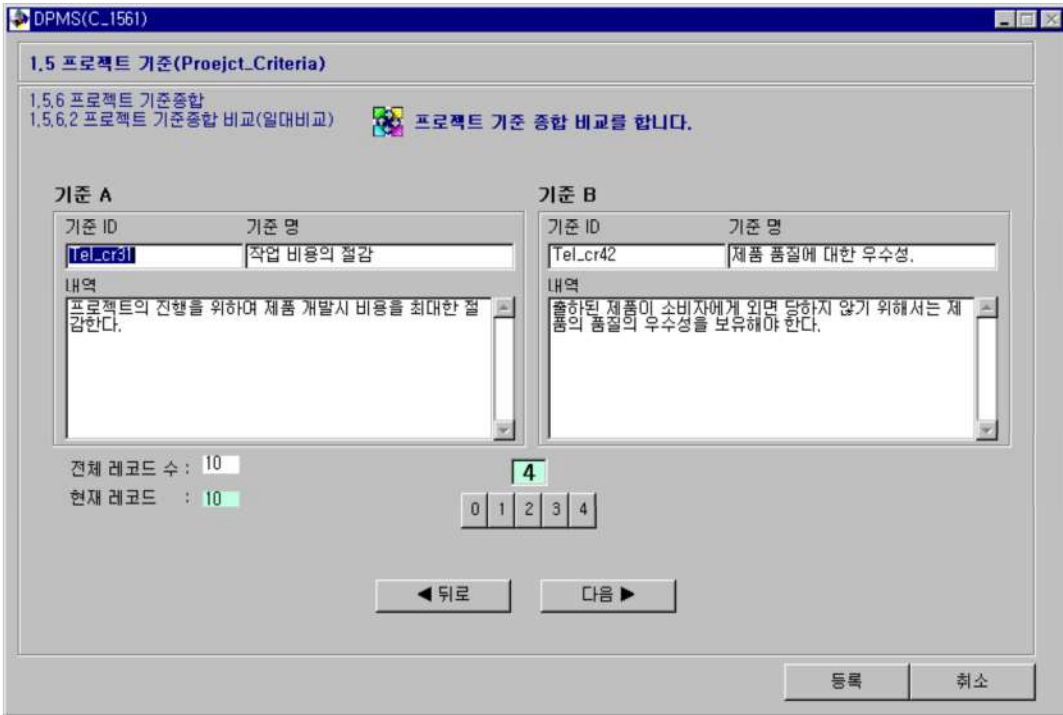 DPMS(C_1561)
1.5 프로젝트 기준(Proejct_Criteria)
1.5.6 프로젝트 기준종합
1.5.6.2 프로젝트 기준종합 비교(일대비교)
프로젝트 기준 종합 비교를 합니다.
기준 A
기준 B
기준 ID 기준 명
기준 ID 기준 명
Tel_cr31 작업 비용의 절감
Tel_cr42 제품 품질에 대한 우수성.
내역
내역
프로젝트의 진행을 위하여 제품 개발시 비용을 최대한 절
감한다.
출하된 제품이 소비자에게 외면 당하지 않기 위해서는 제
품의 품질의 우수성을 보유해야 한다.
전체 레코드 수 : 10
4
현재 레코드 : 10
0 1 2 3 4
◀ 뒤로 다음 ▶
등록 취소